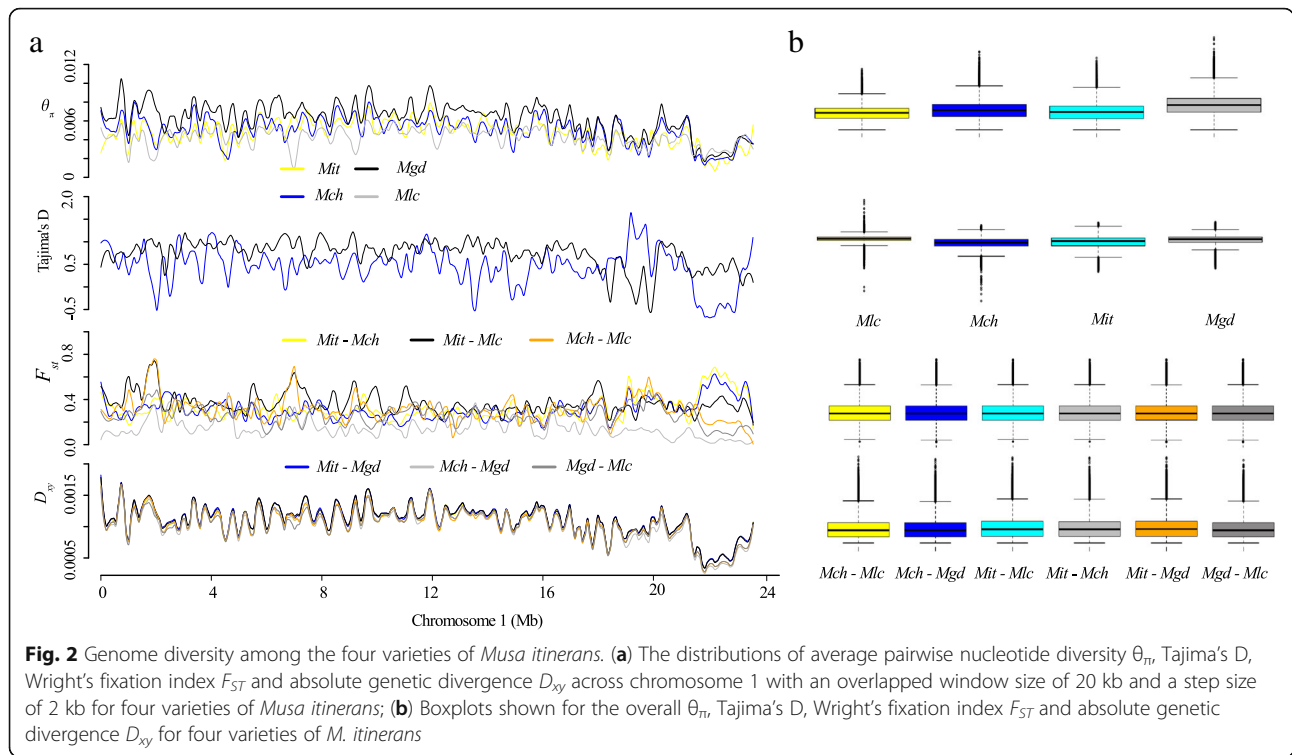 a
b
0.012
0.006
0
θπ
Mit
Mgd
Mch
Mlc
2.0
0.5
-0.5
Tajima's D
Mit - Mch
Mit - Mlc
Mch - Mlc
0.8
0.4
0.0
Fst
Mit - Mgd
Mch - Mgd
Mgd - Mlc
0.0015
0.0005
Dxy
0 4 8 12 16 20 24
Chromosome 1 (Mb)
Mlc Mch Mit Mgd
Mch - Mlc Mch - Mgd Mit - Mlc Mit - Mch Mit - Mgd Mgd - Mlc
Fig. 2 Genome diversity among the four varieties of Musa itinerans. (a) The distributions of average pairwise nucleotide diversity θπ, Tajima's D,
Wright's fixation index FST and absolute genetic divergence Dxy across chromosome 1 with an overlapped window size of 20 kb and a step size
of 2 kb for four varieties of Musa itinerans; (b) Boxplots shown for the overall θπ, Tajima's D, Wright's fixation index FST and absolute genetic
divergence Dxy for four varieties of M. itinerans